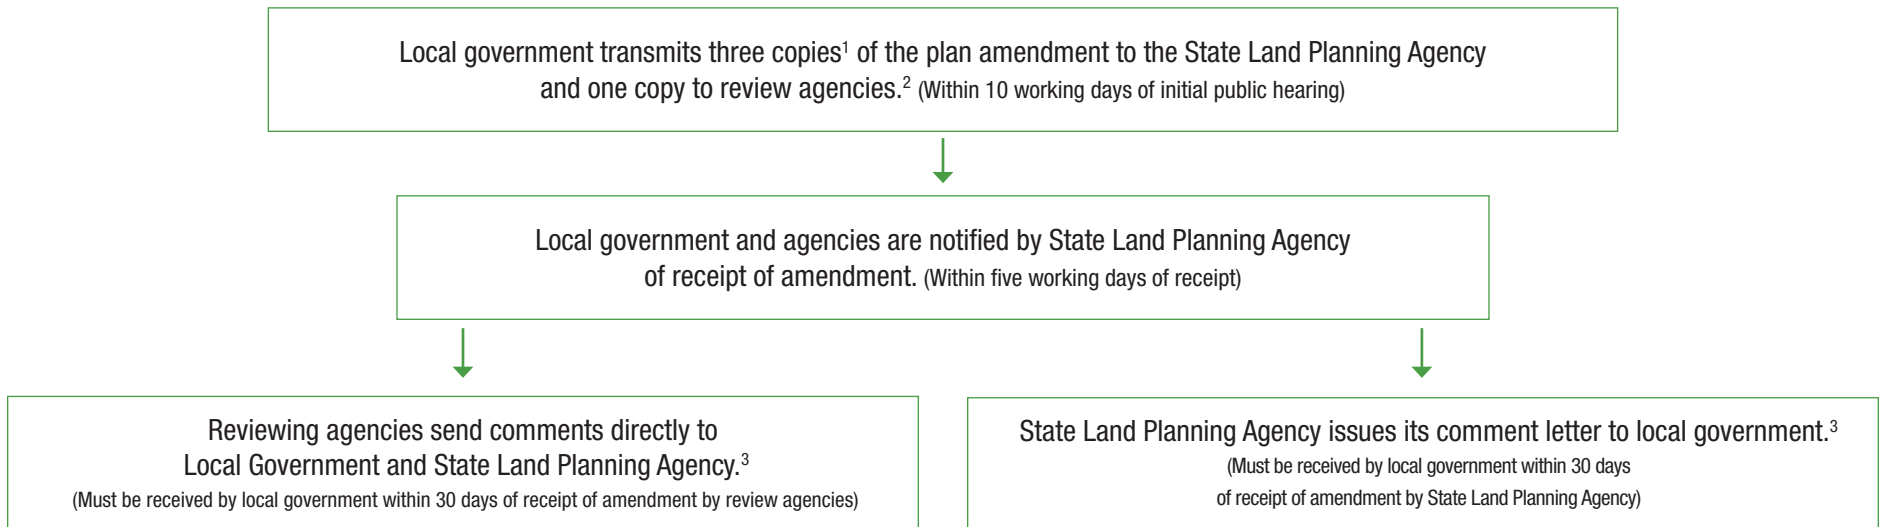 Local government transmits three copies¹ of the plan amendment to the State Land Planning Agency
and one copy to review agencies.² (Within 10 working days of initial public hearing)
Local government and agencies are notified by State Land Planning Agency
of receipt of amendment. (Within five working days of receipt)
Reviewing agencies send comments directly to
Local Government and State Land Planning Agency.³
(Must be received by local government within 30 days of receipt of amendment by review agencies)
State Land Planning Agency issues its comment letter to local government.³
(Must be received by local government within 30 days
of receipt of amendment by State Land Planning Agency)